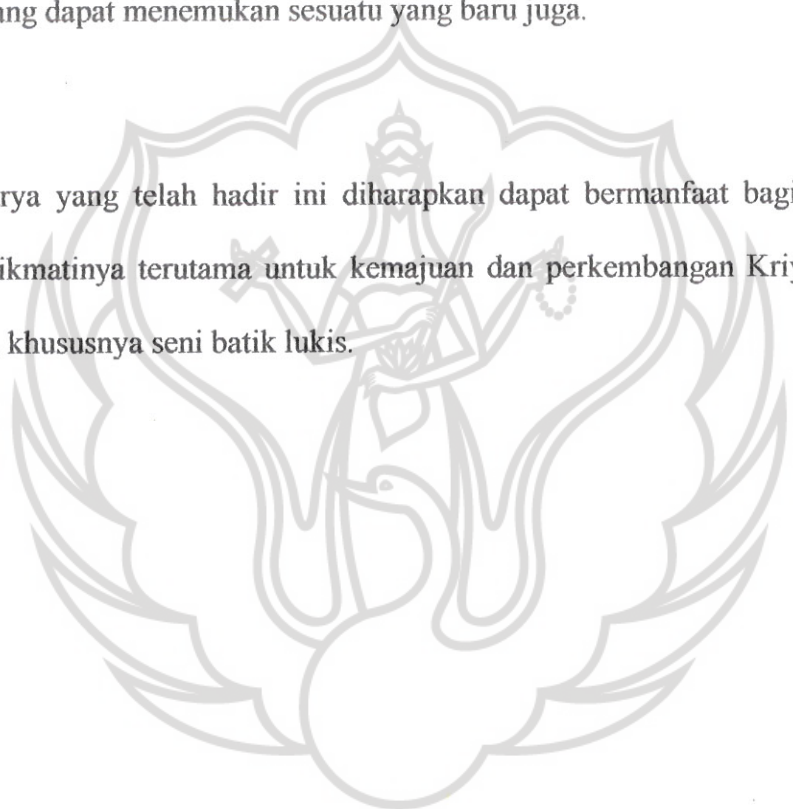 ang dapat menemukan sesuatu yang baru juga.
rya yang telah hadir ini diharapkan dapat bermanfaat bagi
ikmatinya terutama untuk kemajuan dan perkembangan Kriy
khususnya seni batik lukis.